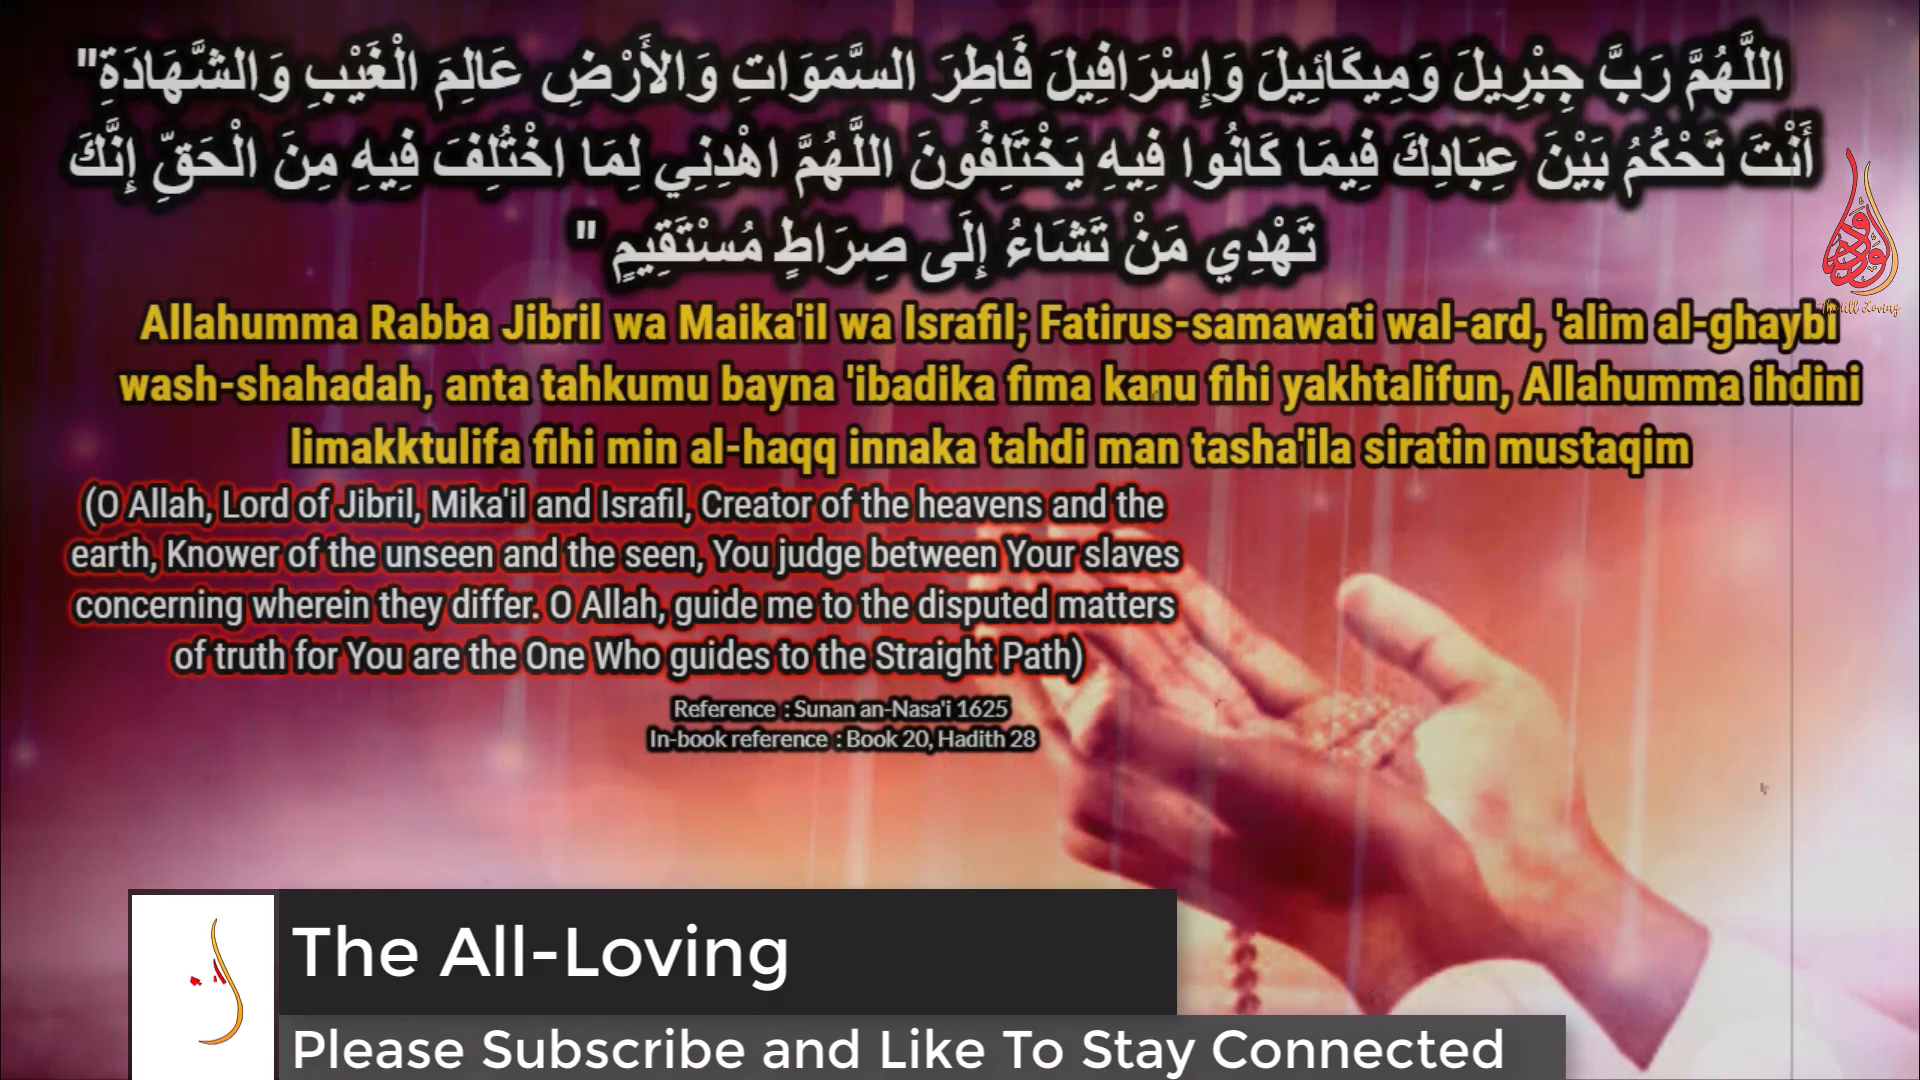 "اللَّهُمَّ رَبَّ جِبْرِيلَ وَمِيكَائِيلَ وَإِسْرَافِيلَ فَاطِرَ السَّمَوَاتِ وَالأَرْضِ عَالِمَ الْغَيْبِ وَالشَّهَادَةِ
أَنْتَ تَحْكُمُ بَيْنَ عِبَادِكَ فِيمَا كَانُوا فِيهِ يَخْتَلِفُونَ اللَّهُمَّ اهْدِنِي لِمَا اخْتُلِفَ فِيهِ مِنَ الْحَقِّ إِنَّكَ
تَهْدِي مَنْ تَشَاءُ إِلَى صِرَاطٍ مُسْتَقِيمٍ "
Allahumma Rabba Jibril wa Maika'il wa Israfil; Fatirus-samawati wal-ard, 'alim al-ghaybi
wash-shahadah, anta tahkumu bayna 'ibadika fima kanu fihi yakhtalifun, Allahumma ihdini
limakktulifa fihi min al-haqq innaka tahdi man tasha'ila siratin mustaqim
(O Allah, Lord of Jibril, Mika'il and Israfil, Creator of the heavens and the
earth, Knower of the unseen and the seen, You judge between Your slaves
concerning wherein they differ. O Allah, guide me to the disputed matters
of truth for You are the One Who guides to the Straight Path)
Reference : Sunan an-Nasa'i 1625
In-book reference : Book 20, Hadith 28
The All Loving
The All-Loving
Please Subscribe and Like To Stay Connected